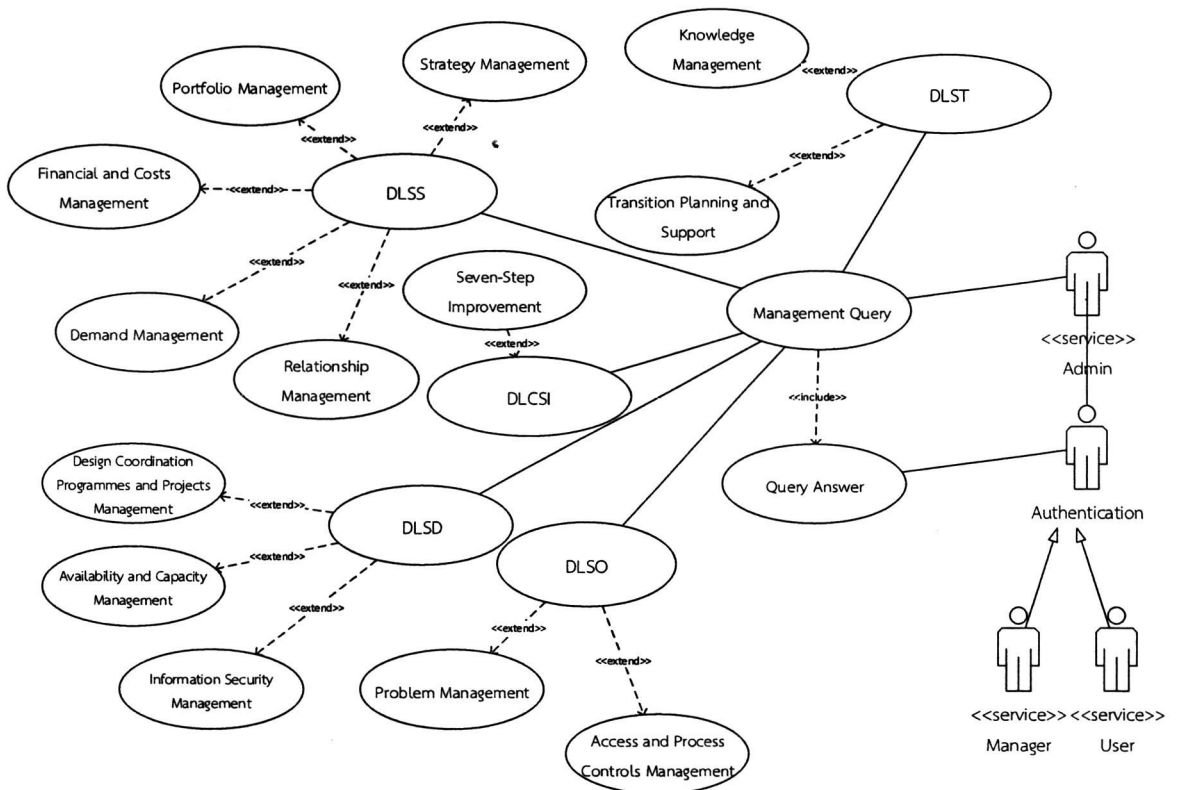 Knowledge
Management
Strategy Management
<<extend>>
DLST
Portfolio Management
<<extend>>
<<extend>>
<<extend>>
Financial and Costs
Management
<<extend>>
DLSS
Transition Planning and
Support
<<extend>>
<<extend>>
Seven-Step
Improvement
Management Query
Demand Management
<<extend>>
<<service>>
Admin
Relationship
Management
DLCSI
<<include>>
Design Coordination
Programmes and Projects
Management
<<extend>>
Query Answer
Authentication
DLSD
<<extend>>
DLSO
Availability and Capacity
Management
<<extend>>
<<extend>>
<<extend>>
Information Security
Management
Problem Management
<<service>> <<service>>
Manager User
Access and Process
Controls Management